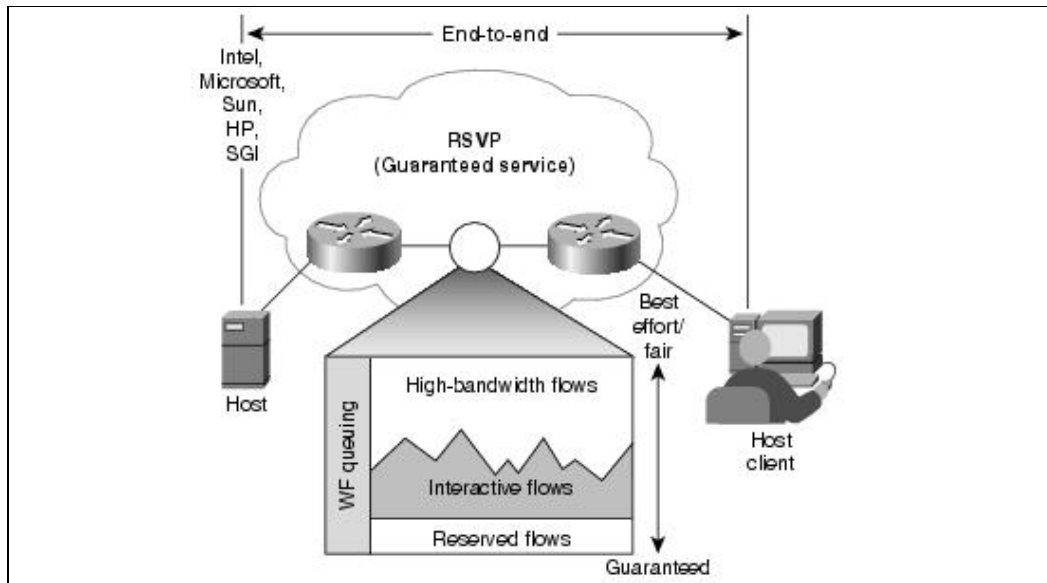 End-to-end
Intel,
Microsoft,
Sun,
HP,
SGI
RSVP
(Guaranteed service)
Best
effort/
fair
Host
WF queuing
High-bandwidth flows
Interactive flows
Reserved flows
Host
client
Guaranteed